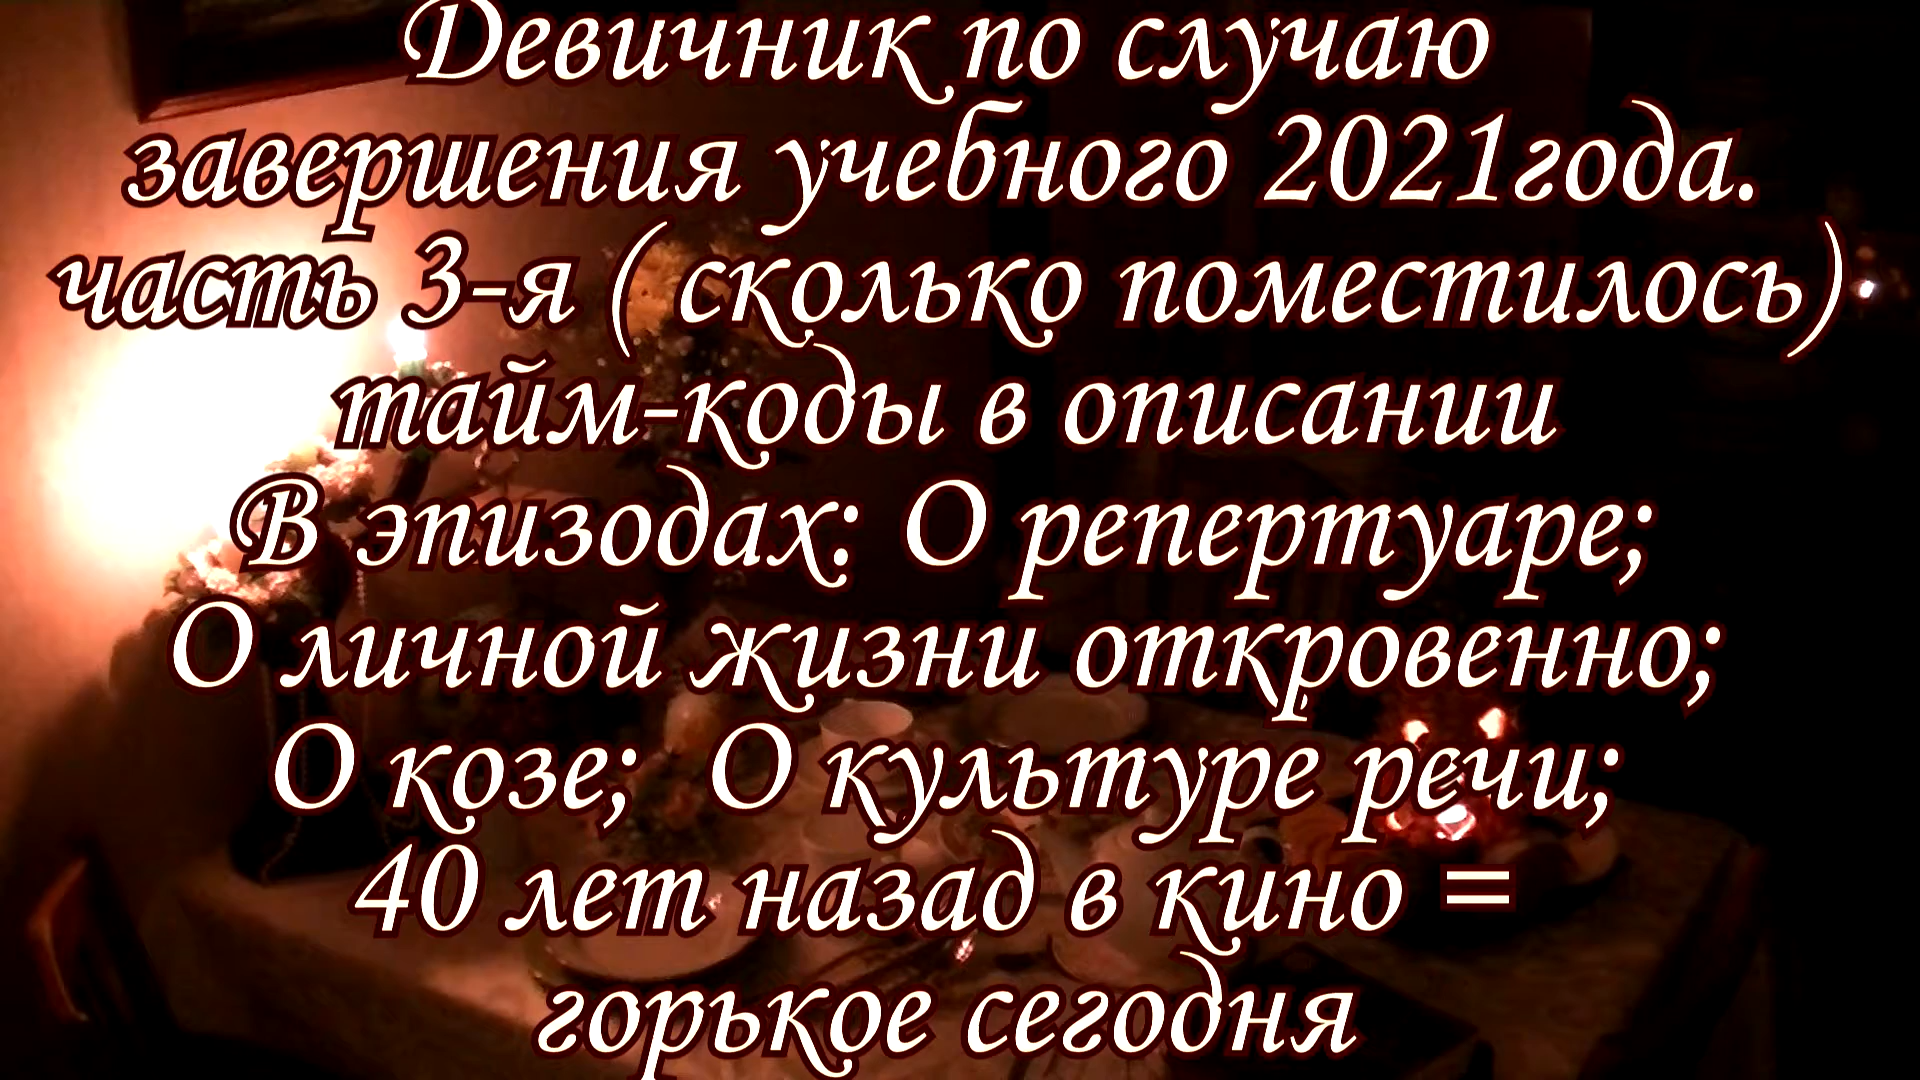 Девичник по случаю
завершения учебного 2021года.
часть 3-я ( сколько поместилось)
тайм-коды в описании
В эпизодах: О репертуаре;
О личной жизни откровенно;
О козе; О культуре речи;
40 лет назад в кино =
горькое сегодня